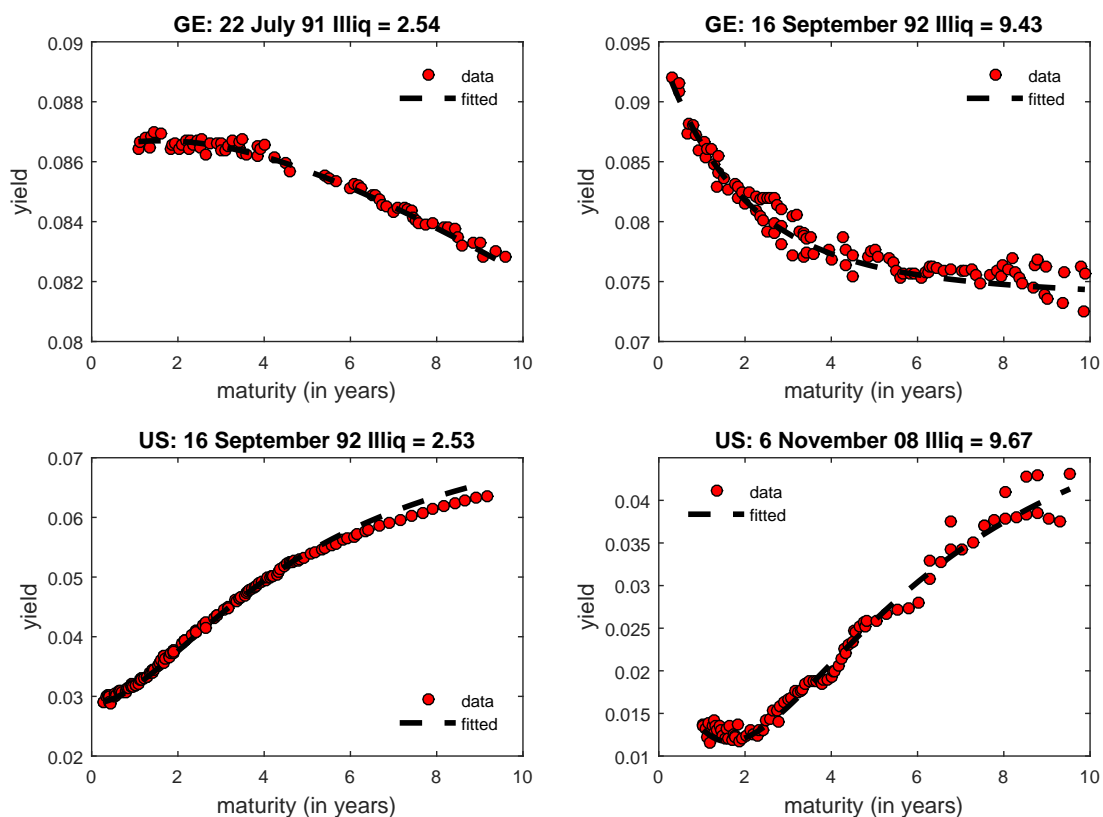 GE: 22 July 91 Illiq = 2.54
0.09
0.088
0.086
0.084
0.082
0.08
yield
data
fitted
0 2 4 6 8 10
maturity (in years)
GE: 16 September 92 Illiq = 9.43
0.095
0.09
0.085
0.08
0.075
0.07
yield
data
fitted
0 2 4 6 8 10
maturity (in years)
US: 16 September 92 Illiq = 2.53
0.07
0.06
0.05
0.04
0.03
0.02
yield
data
fitted
0 2 4 6 8 10
maturity (in years)
US: 6 November 08 Illiq = 9.67
0.04
0.035
0.03
0.025
0.02
0.015
0.01
yield
data
fitted
0 2 4 6 8 10
maturity (in years)